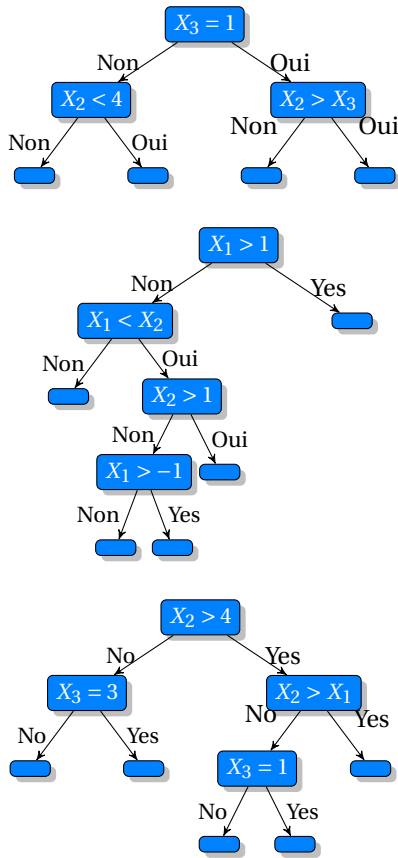 X₃ = 1
Non Oui
X₂ < 4 X₂ > X₃
Non Oui Non Oui
X₁ > 1
Non Yes
X₁ < X₂
Non Oui
X₂ > 1
Non Oui
X₁ > −1
Non Yes
X₂ > 4
No Yes
X₃ = 3 X₂ > X₁
No Yes No Yes
X₃ = 1
No Yes